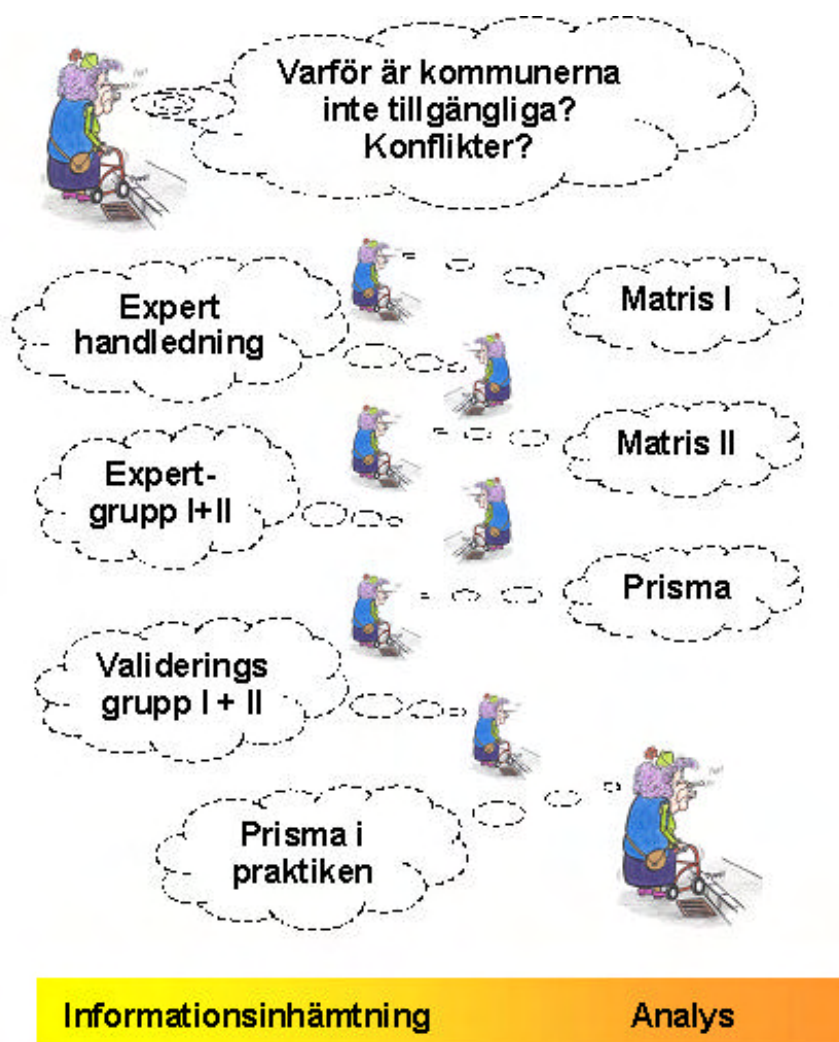 Varför är kommunerna
inte tillgängliga?
Konflikter?
Expert
handledning
Matris I
Expert-
grupp I+II
Matris II
Validerings
grupp I + II
Prisma
Prisma i
praktiken
Informationsinhämtning
Analys